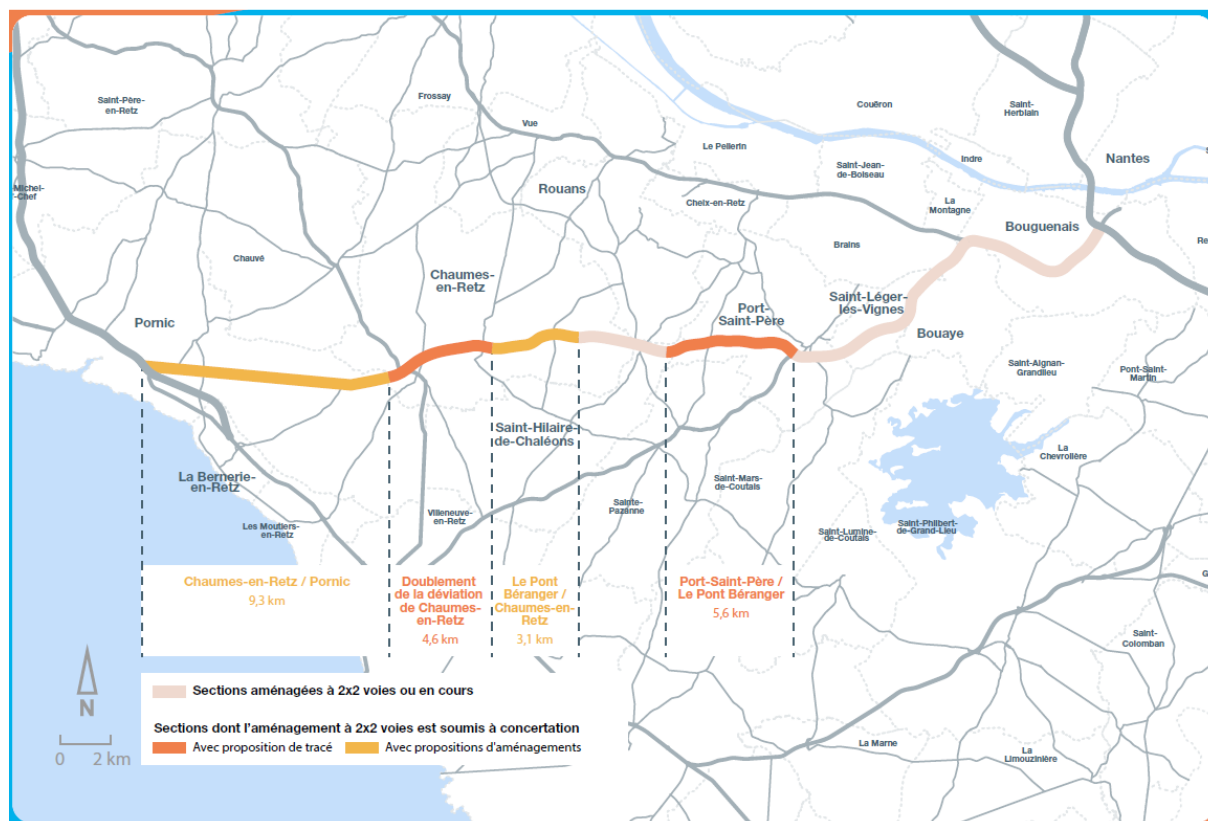 Saint-Père-
en-Retz
Frossay
Vue
Couëron
Saint-
Herblain
Le Pellerin
Saint-Jean-
de-Boiseau
Indre
Nantes
-Michel-
-Chef
Rouans
Cheix-en-Retz
La
Montagne
Bouguenais
Re
Chauvé
Brains
Chaumes-
en-Retz
Saint-Léger-
les-Vignes
Port-
Saint-Père
Pornic
Bouaye
Saint-Aignan-
Grandlieu
Pont-Saint-
Martin
Saint-Hilaire-
de-Chaléons
La
Chevrolière
La Bernerie-
en-Retz
Saint-Mars-
de-Coutais
Sainte-
Pazanne
Villeneuve-
en-Retz
Les Moutiers-
en-Retz
Saint-Philbert-
de-Grand-Lieu
Saint-Lumine-
de-Coutais
Chaumes-en-Retz / Pornic
9,3 km
Doublement
de la déviation
de Chaumes-
en-Retz
4,6 km
Le Pont
Béranger /
Chaumes-en-
Retz
3,1 km
Port-Saint-Père /
Le Pont Béranger
5,6 km
G
Saint-
Colomban
N
0 2 km
Sections aménagées à 2x2 voies ou en cours
Sections dont l'aménagement à 2x2 voies est soumis à concertation
Avec proposition de tracé
Avec propositions d'aménagements
La Marne
La
Limouzinière